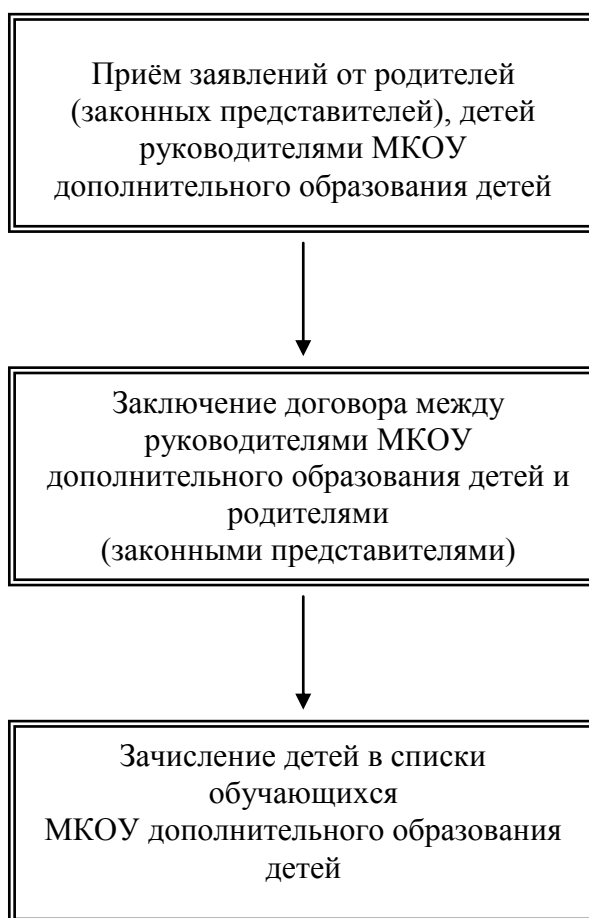 Приём заявлений от родителей
(законных представителей), детей
руководителями МКОУ
дополнительного образования детей
Заключение договора между
руководителями МКОУ
дополнительного образования детей и
родителями
(законными представителями)
Зачисление детей в списки
обучающихся
МКОУ дополнительного образования
детей